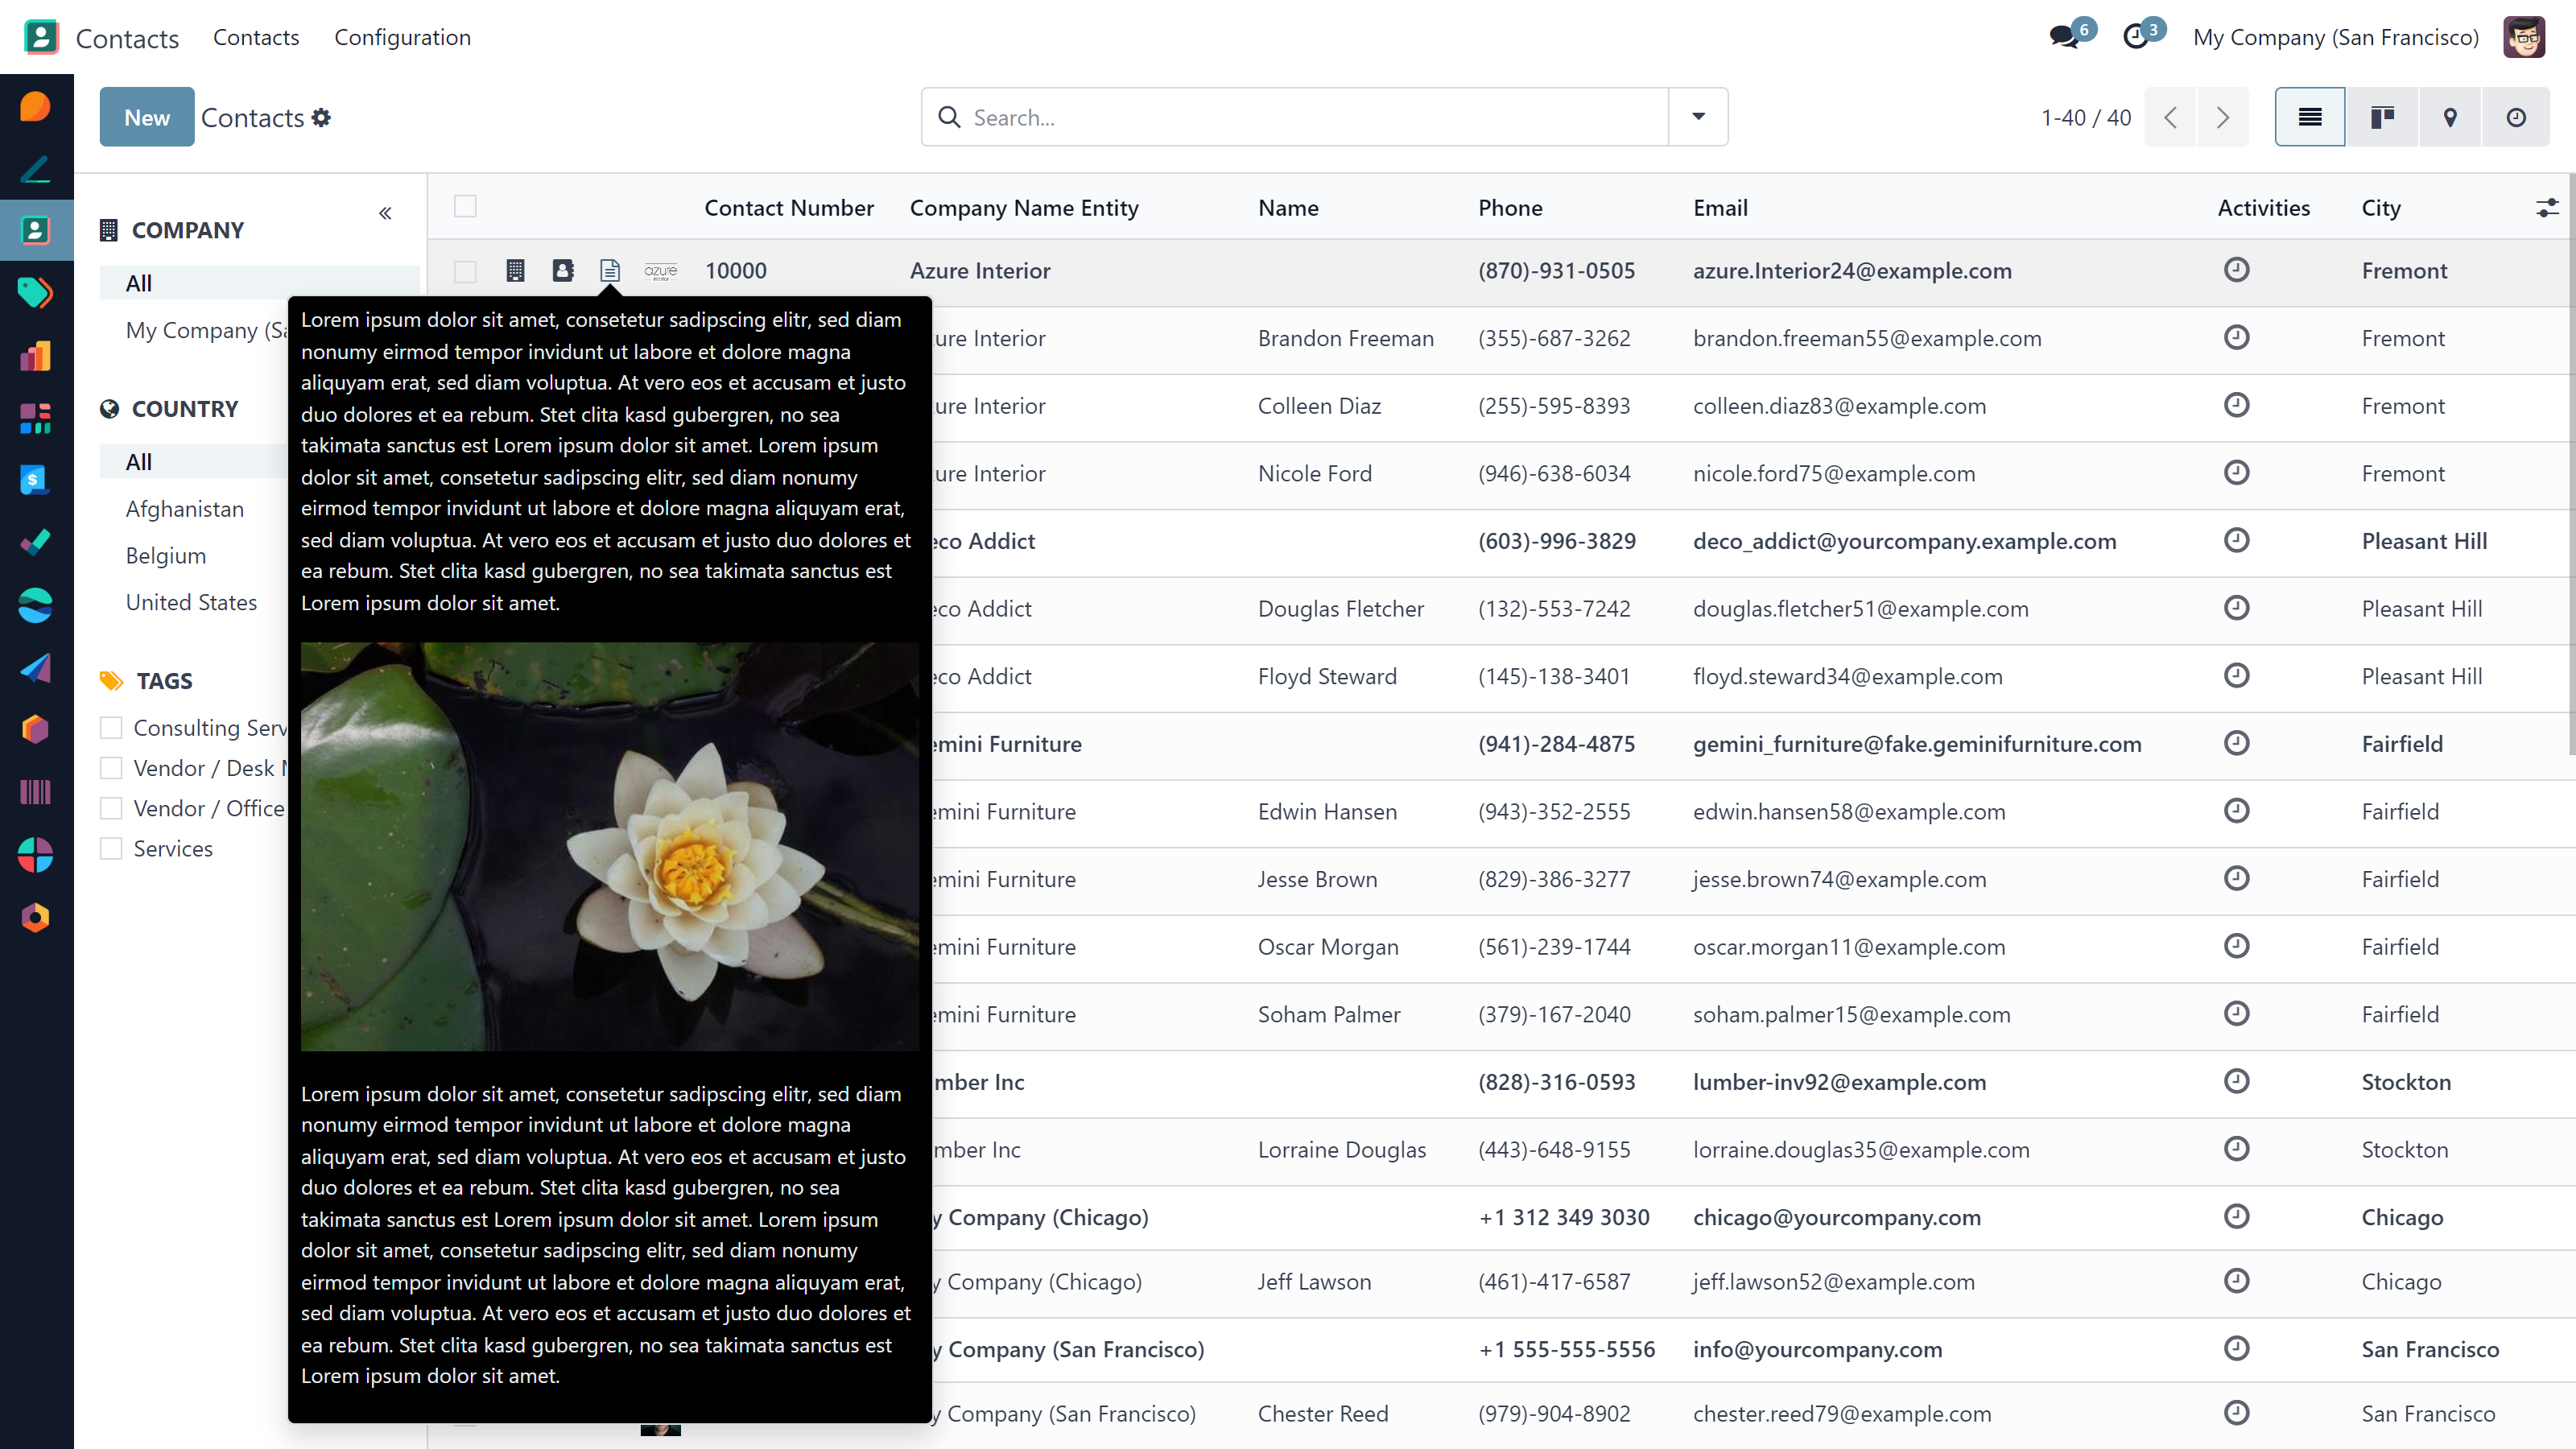 Contacts Contacts Configuration 6 3 My Company (San Francisco)
New Contacts Search... 1-40 / 40
COMPANY
All
My Company (Sa
COUNTRY
All
Afghanistan
Belgium
United States
TAGS
Consulting Serv
Vendor / Desk
Vendor / Office
Services
Contact Number Company Name Entity Name Phone Email Activities City
azure 10000 Azure Interior (870)-931-0505 azure.Interior24@example.com Fremont
ure Interior Brandon Freeman (355)-687-3262 brandon.freeman55@example.com Fremont
ure Interior Colleen Diaz (255)-595-8393 colleen.diaz83@example.com Fremont
ure Interior Nicole Ford (946)-638-6034 nicole.ford75@example.com Fremont
eco Addict (603)-996-3829 deco_addict@yourcompany.example.com Pleasant Hill
eco Addict Douglas Fletcher (132)-553-7242 douglas.fletcher51@example.com Pleasant Hill
eco Addict Floyd Steward (145)-138-3401 floyd.steward34@example.com Pleasant Hill
emini Furniture (941)-284-4875 gemini_furniture@fake.geminifurniture.com Fairfield
emini Furniture Edwin Hansen (943)-352-2555 edwin.hansen58@example.com Fairfield
emini Furniture Jesse Brown (829)-386-3277 jesse.brown74@example.com Fairfield
emini Furniture Oscar Morgan (561)-239-1744 oscar.morgan11@example.com Fairfield
emini Furniture Soham Palmer (379)-167-2040 soham.palmer15@example.com Fairfield
mber Inc (828)-316-0593 lumber-inv92@example.com Stockton
mber Inc Lorraine Douglas (443)-648-9155 lorraine.douglas35@example.com Stockton
y Company (Chicago) +1 312 349 3030 chicago@yourcompany.com Chicago
y Company (Chicago) Jeff Lawson (461)-417-6587 jeff.lawson52@example.com Chicago
y Company (San Francisco) +1 555-555-5556 info@yourcompany.com San Francisco
y Company (San Francisco) Chester Reed (979)-904-8902 chester.reed79@example.com San Francisco
Lorem ipsum dolor sit amet, consetetur sadipscing elitr, sed diam
nonumy eirmod tempor invidunt ut labore et dolore magna
aliquyam erat, sed diam voluptua. At vero eos et accusam et justo
duo dolores et ea rebum. Stet clita kasd gubergren, no sea
takimata sanctus est Lorem ipsum dolor sit amet. Lorem ipsum
dolor sit amet, consetetur sadipscing elitr, sed diam nonumy
eirmod tempor invidunt ut labore et dolore magna aliquyam erat,
sed diam voluptua. At vero eos et accusam et justo duo dolores et
ea rebum. Stet clita kasd gubergren, no sea takimata sanctus est
Lorem ipsum dolor sit amet.
Lorem ipsum dolor sit amet, consetetur sadipscing elitr, sed diam
nonumy eirmod tempor invidunt ut labore et dolore magna
aliquyam erat, sed diam voluptua. At vero eos et accusam et justo
duo dolores et ea rebum. Stet clita kasd gubergren, no sea
takimata sanctus est Lorem ipsum dolor sit amet. Lorem ipsum
dolor sit amet, consetetur sadipscing elitr, sed diam nonumy
eirmod tempor invidunt ut labore et dolore magna aliquyam erat,
sed diam voluptua. At vero eos et accusam et justo duo dolores et
ea rebum. Stet clita kasd gubergren, no sea takimata sanctus est
Lorem ipsum dolor sit amet.